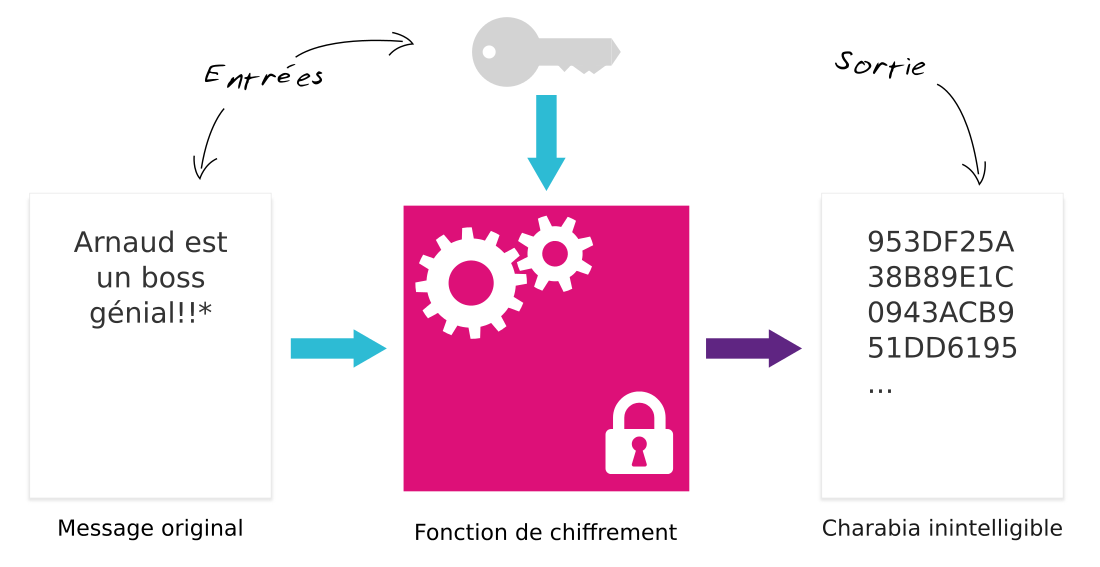 Entrées
Sortie
Arnaud est
un boss
génial!!*
953DF25A
38B89E1C
0943ACB9
51DD6195
...
Message original
Fonction de chiffrement
Charabia inintelligible